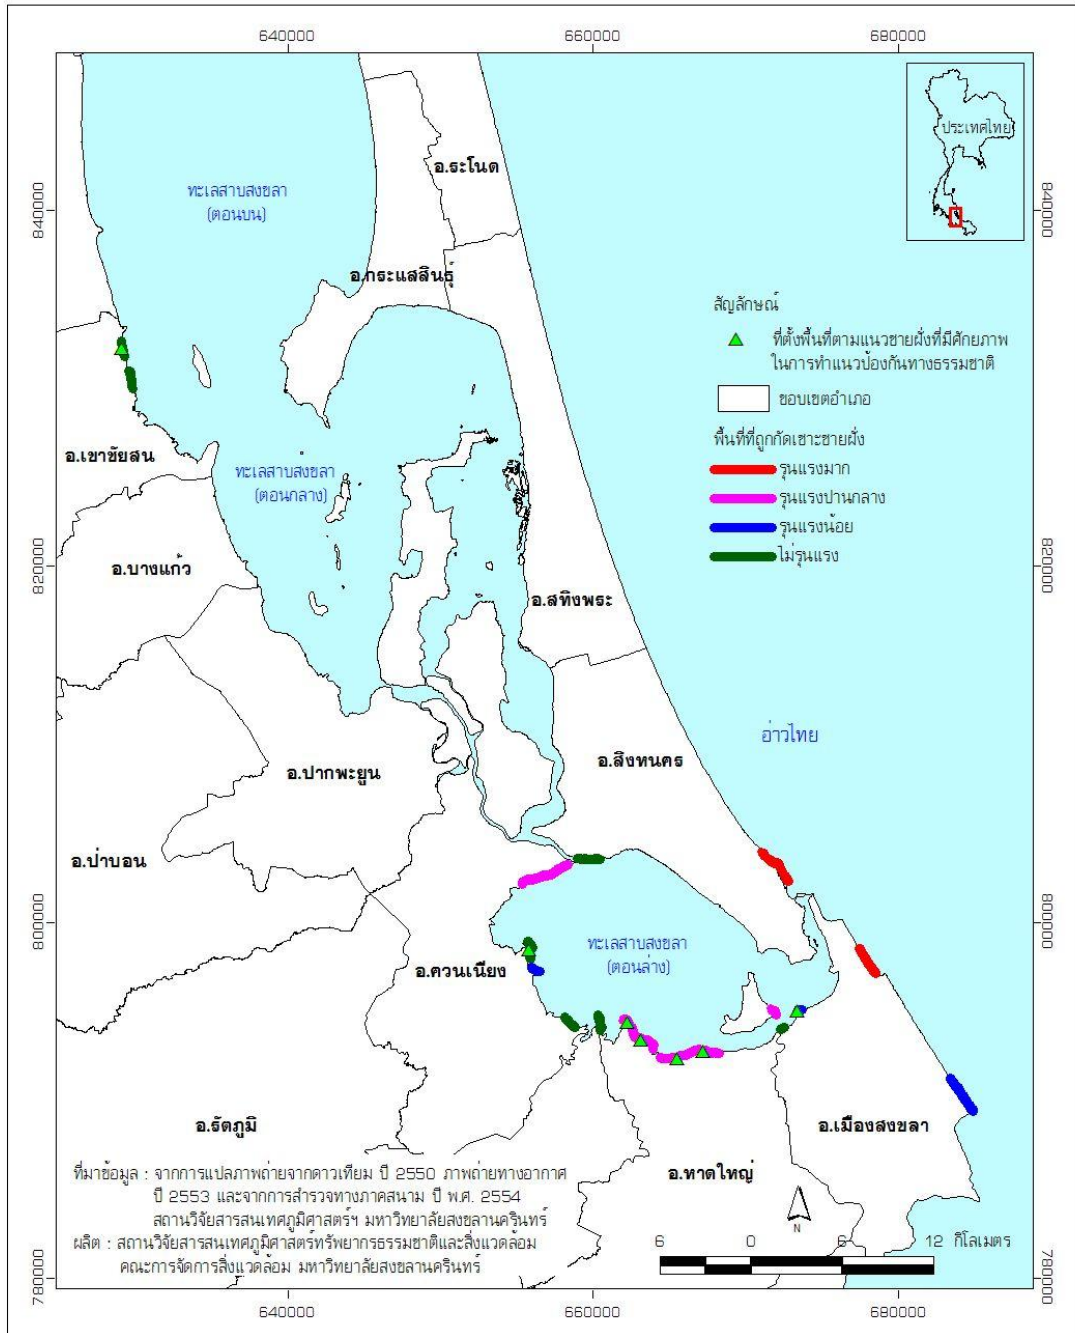 640000
660000
680000
840000
840000
ประเทศไทย
อ.ระโนด
ทะเลสาบสงขลา
(ตอนบน)
อ.กระแสสินธุ์
สัญลักษณ์
ที่ตั้งพื้นที่ตามแนวชายฝั่งที่มีศักยภาพ
ในการทำแนวป้องกันทางธรรมชาติ
ขอบเขตอำเภอ
พื้นที่ที่ถูกกัดเซาะชายฝั่ง
รุนแรงมาก
รุนแรงปานกลาง
รุนแรงน้อย
ไม่รุนแรง
อ.เขาชัยสน
ทะเลสาบสงขลา
(ตอนกลาง)
820000
820000
อ.บางแก้ว
อ.สทิงพระ
อ่าวไทย
อ.สิงหนคร
อ.ปากพะยูน
อ.ป่าบอน
800000
800000
ทะเลสาบสงขลา
(ตอนล่าง)
อ.ควนเนียง
อ.รัตภูมิ
อ.เมืองสงขลา
อ.หาดใหญ่
ที่มาข้อมูล : จากการแปลภาพถ่ายจากดาวเทียม ปี 2550 ภาพถ่ายทางอากาศ
ปี 2553 และจากการสำรวจทางภาคสนาม ปี พ.ศ. 2554
สถานวิจัยสารสนเทศภูมิศาสตร์ฯ มหาวิทยาลัยสงขลานครินทร์
ผลิต : สถานวิจัยสารสนเทศภูมิศาสตร์ทรัพยากรธรรมชาติและสิ่งแวดล้อม
คณะการจัดการสิ่งแวดล้อม มหาวิทยาลัยสงขลานครินทร์
N
6 0 6 12 กิโลเมตร
780000
780000
640000
660000
680000